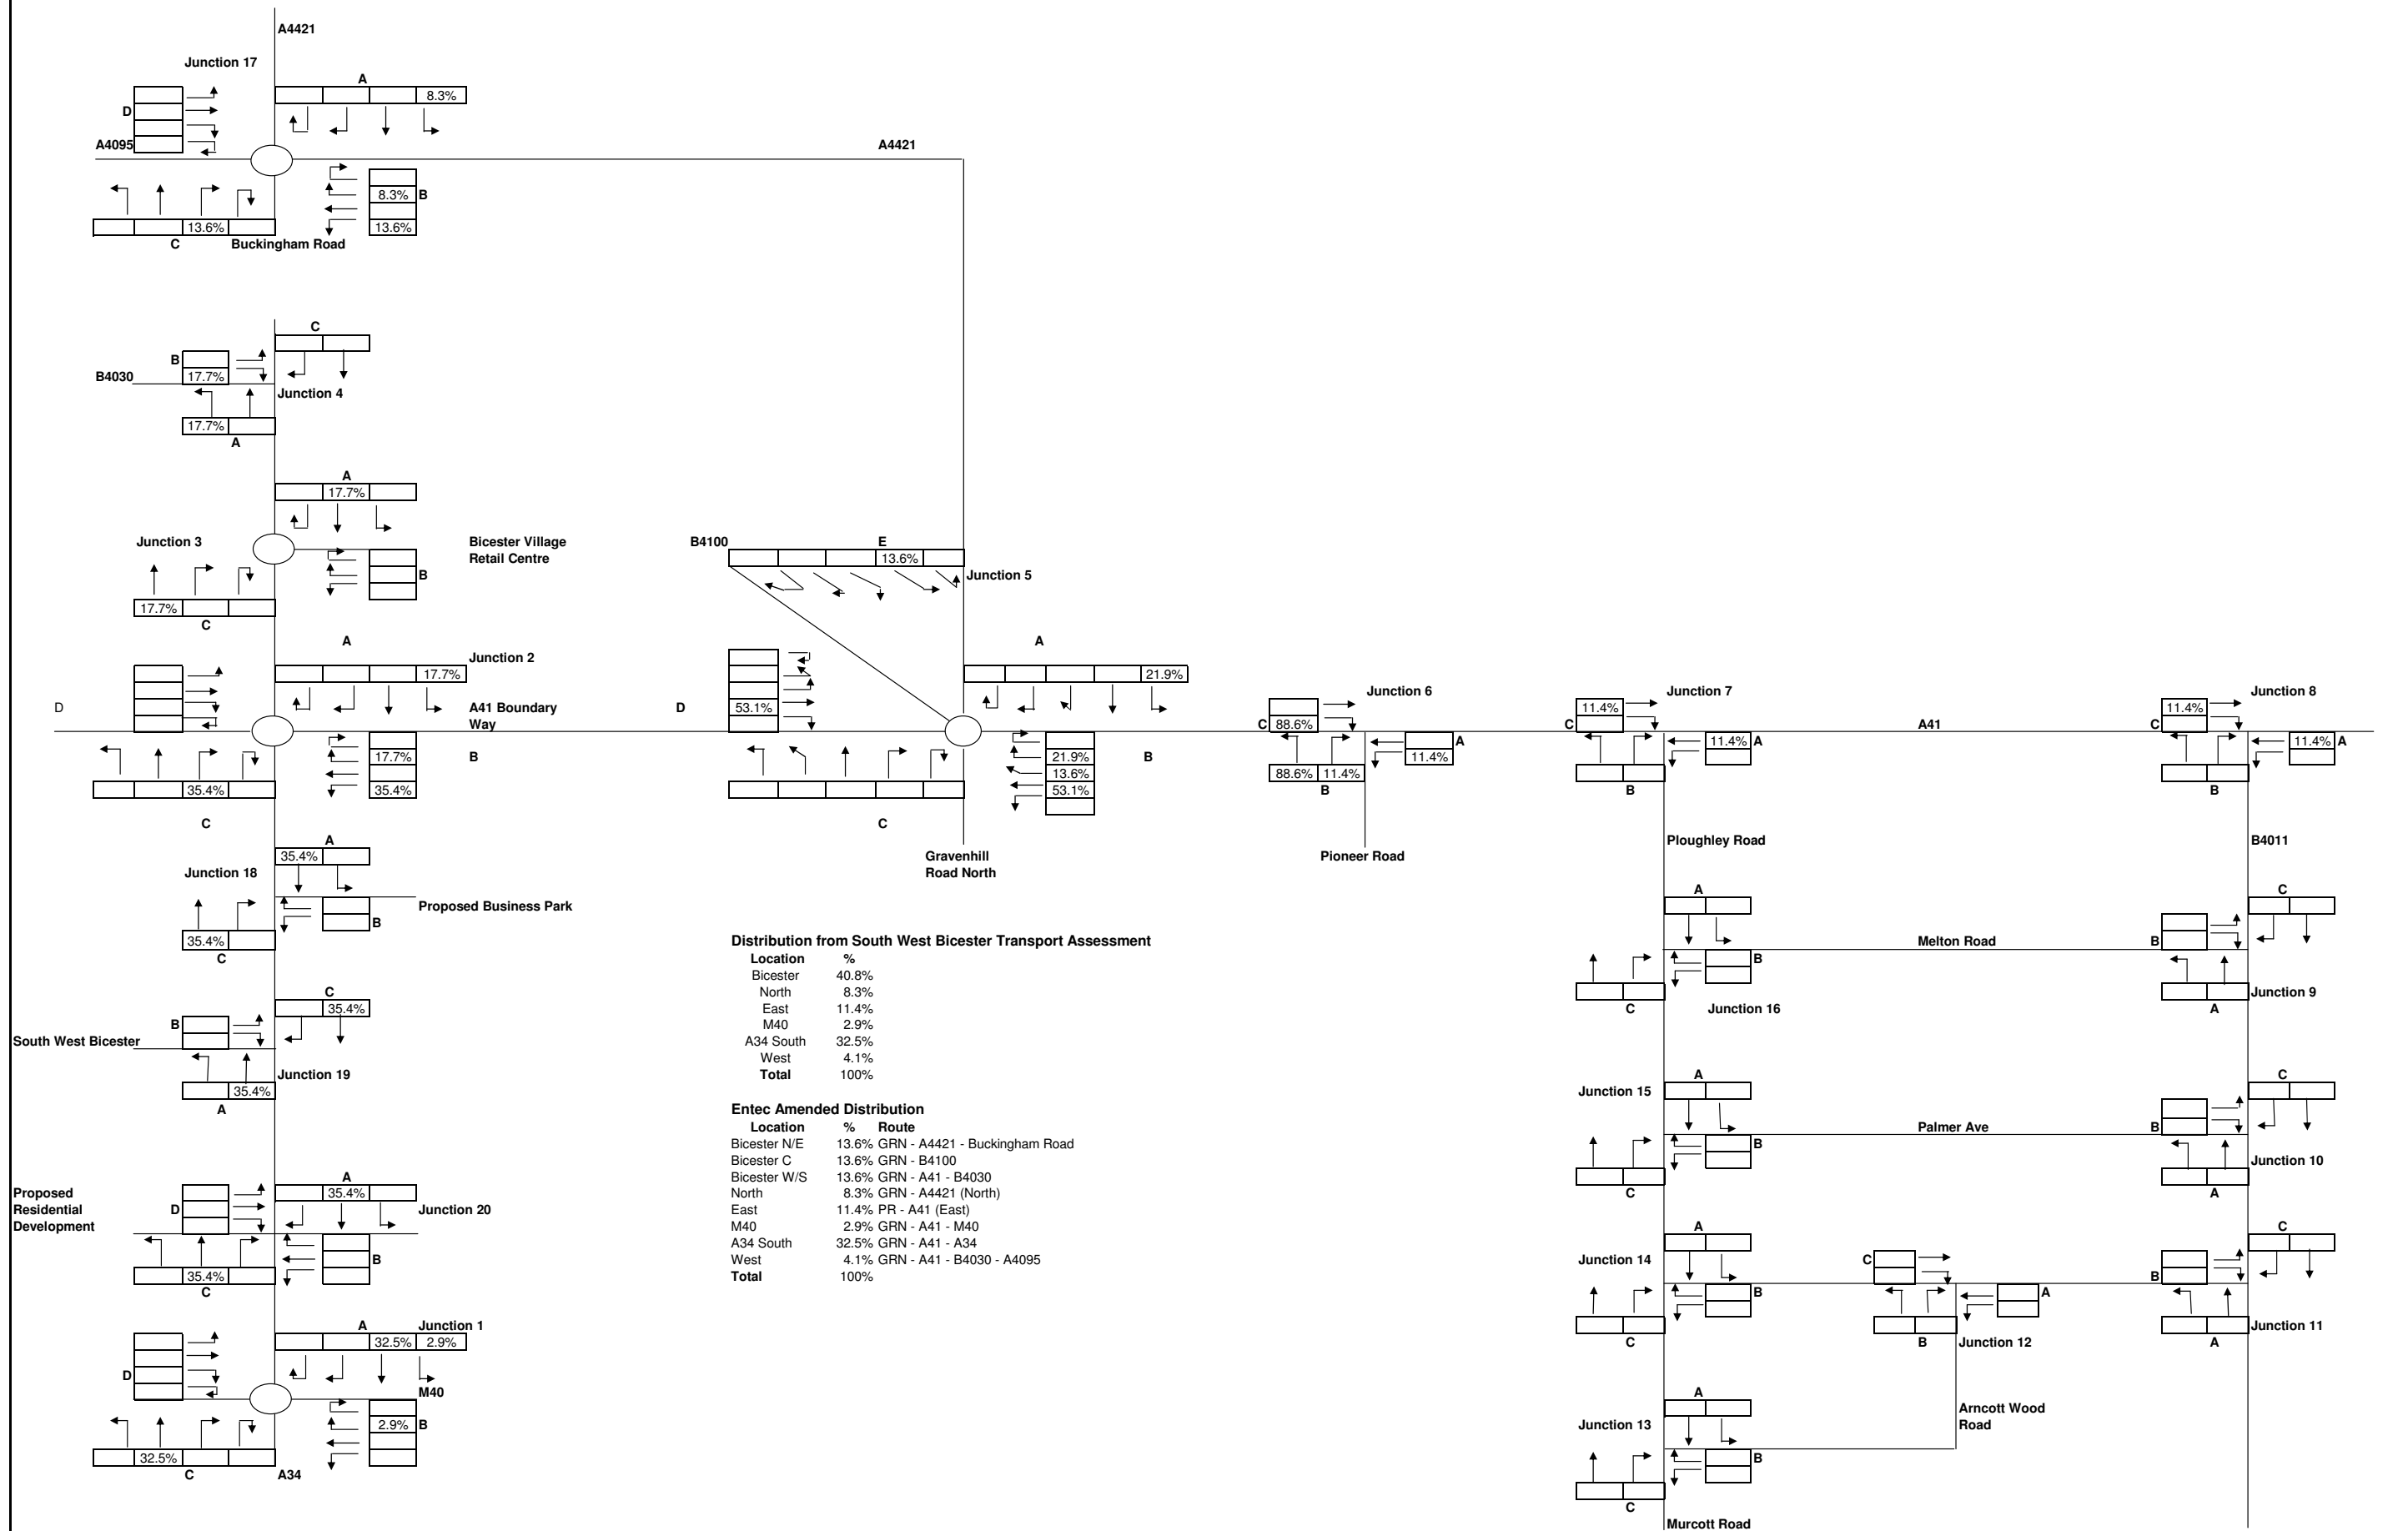 A4421
Junction 17
A
8.3%
D
A4095
A4421
8.3% B
13.6%
13.6%
C Buckingham Road
C
B
17.7%
B4030
Junction 4
17.7%
A
A
17.7%
Junction 3
Bicester Village
Retail Centre
B
17.7%
C
B4100
E
13.6%
Junction 5
A
Junction 2
17.7%
D
A41 Boundary
Way
17.7%
B
35.4%
35.4%
C
A
21.9%
D
53.1%
21.9%
B
13.6%
53.1%
C
Gravenhill
Road North
Junction 6
C 88.6%
A
11.4%
88.6% 11.4%
B
Pioneer Road
Junction 7
11.4%
C
11.4% A
B
A41
Junction 8
11.4%
C
11.4% A
B
Ploughley Road
B4011
A
35.4%
Junction 18
Proposed Business Park
B
35.4%
C
C
35.4%
B
South West Bicester
Junction 19
35.4%
A
Distribution from South West Bicester Transport Assessment
Location %
Bicester 40.8%
North 8.3%
East 11.4%
M40 2.9%
A34 South 32.5%
West 4.1%
Total 100%
Entec Amended Distribution
Location % Route
Bicester N/E 13.6% GRN - A4421 - Buckingham Road
Bicester C 13.6% GRN - B4100
Bicester W/S 13.6% GRN - A41 - B4030
North 8.3% GRN - A4421 (North)
East 11.4% PR - A41 (East)
M40 2.9% GRN - A41 - M40
A34 South 32.5% GRN - A41 - A34
West 4.1% GRN - A41 - B4030 - A4095
Total 100%
A
C
Melton Road
B
B
C
Junction 16
Junction 9
A
Junction 15
A
C
Palmer Ave
B
B
C
Junction 10
A
Proposed
Residential
Development
A
35.4%
D
Junction 20
B
35.4%
C
Junction 14
A
C
C
B
B
A
C
B
Junction 12
Junction 11
A
A
Junction 1
32.5% 2.9%
D
M40
2.9% B
32.5%
C
A34
A
Junction 13
Arncott Wood
Road
B
C
Murcott Road